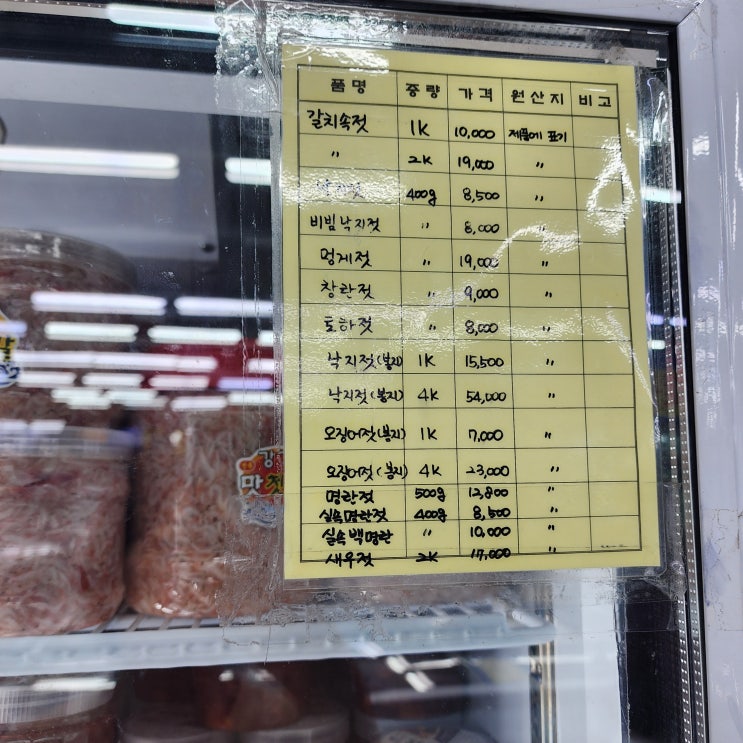 품명 중량 가격 원산지 비고
갈치속젓 1K 10,000 제품에 표기
〃 2K 19,000 〃
400g 8,500 〃
비빔낙지젓 〃 8,000 〃
멍게젓 〃 19,000 〃
창란젓 〃 9,000 〃
토하젓 〃 8,000 〃
낙지젓(봉지) 1K 15,500 〃
낙지젓(봉지) 4K 54,000 〃
오징어젓(봉지) 1K 7,000 〃
오징어젓(봉지) 4K 23,000 〃
명란젓 500g 12,800 〃
실속명란젓 400g 8,500 〃
실속백명란 〃 10,000 〃
새우젓 2K 17,000 〃
맛